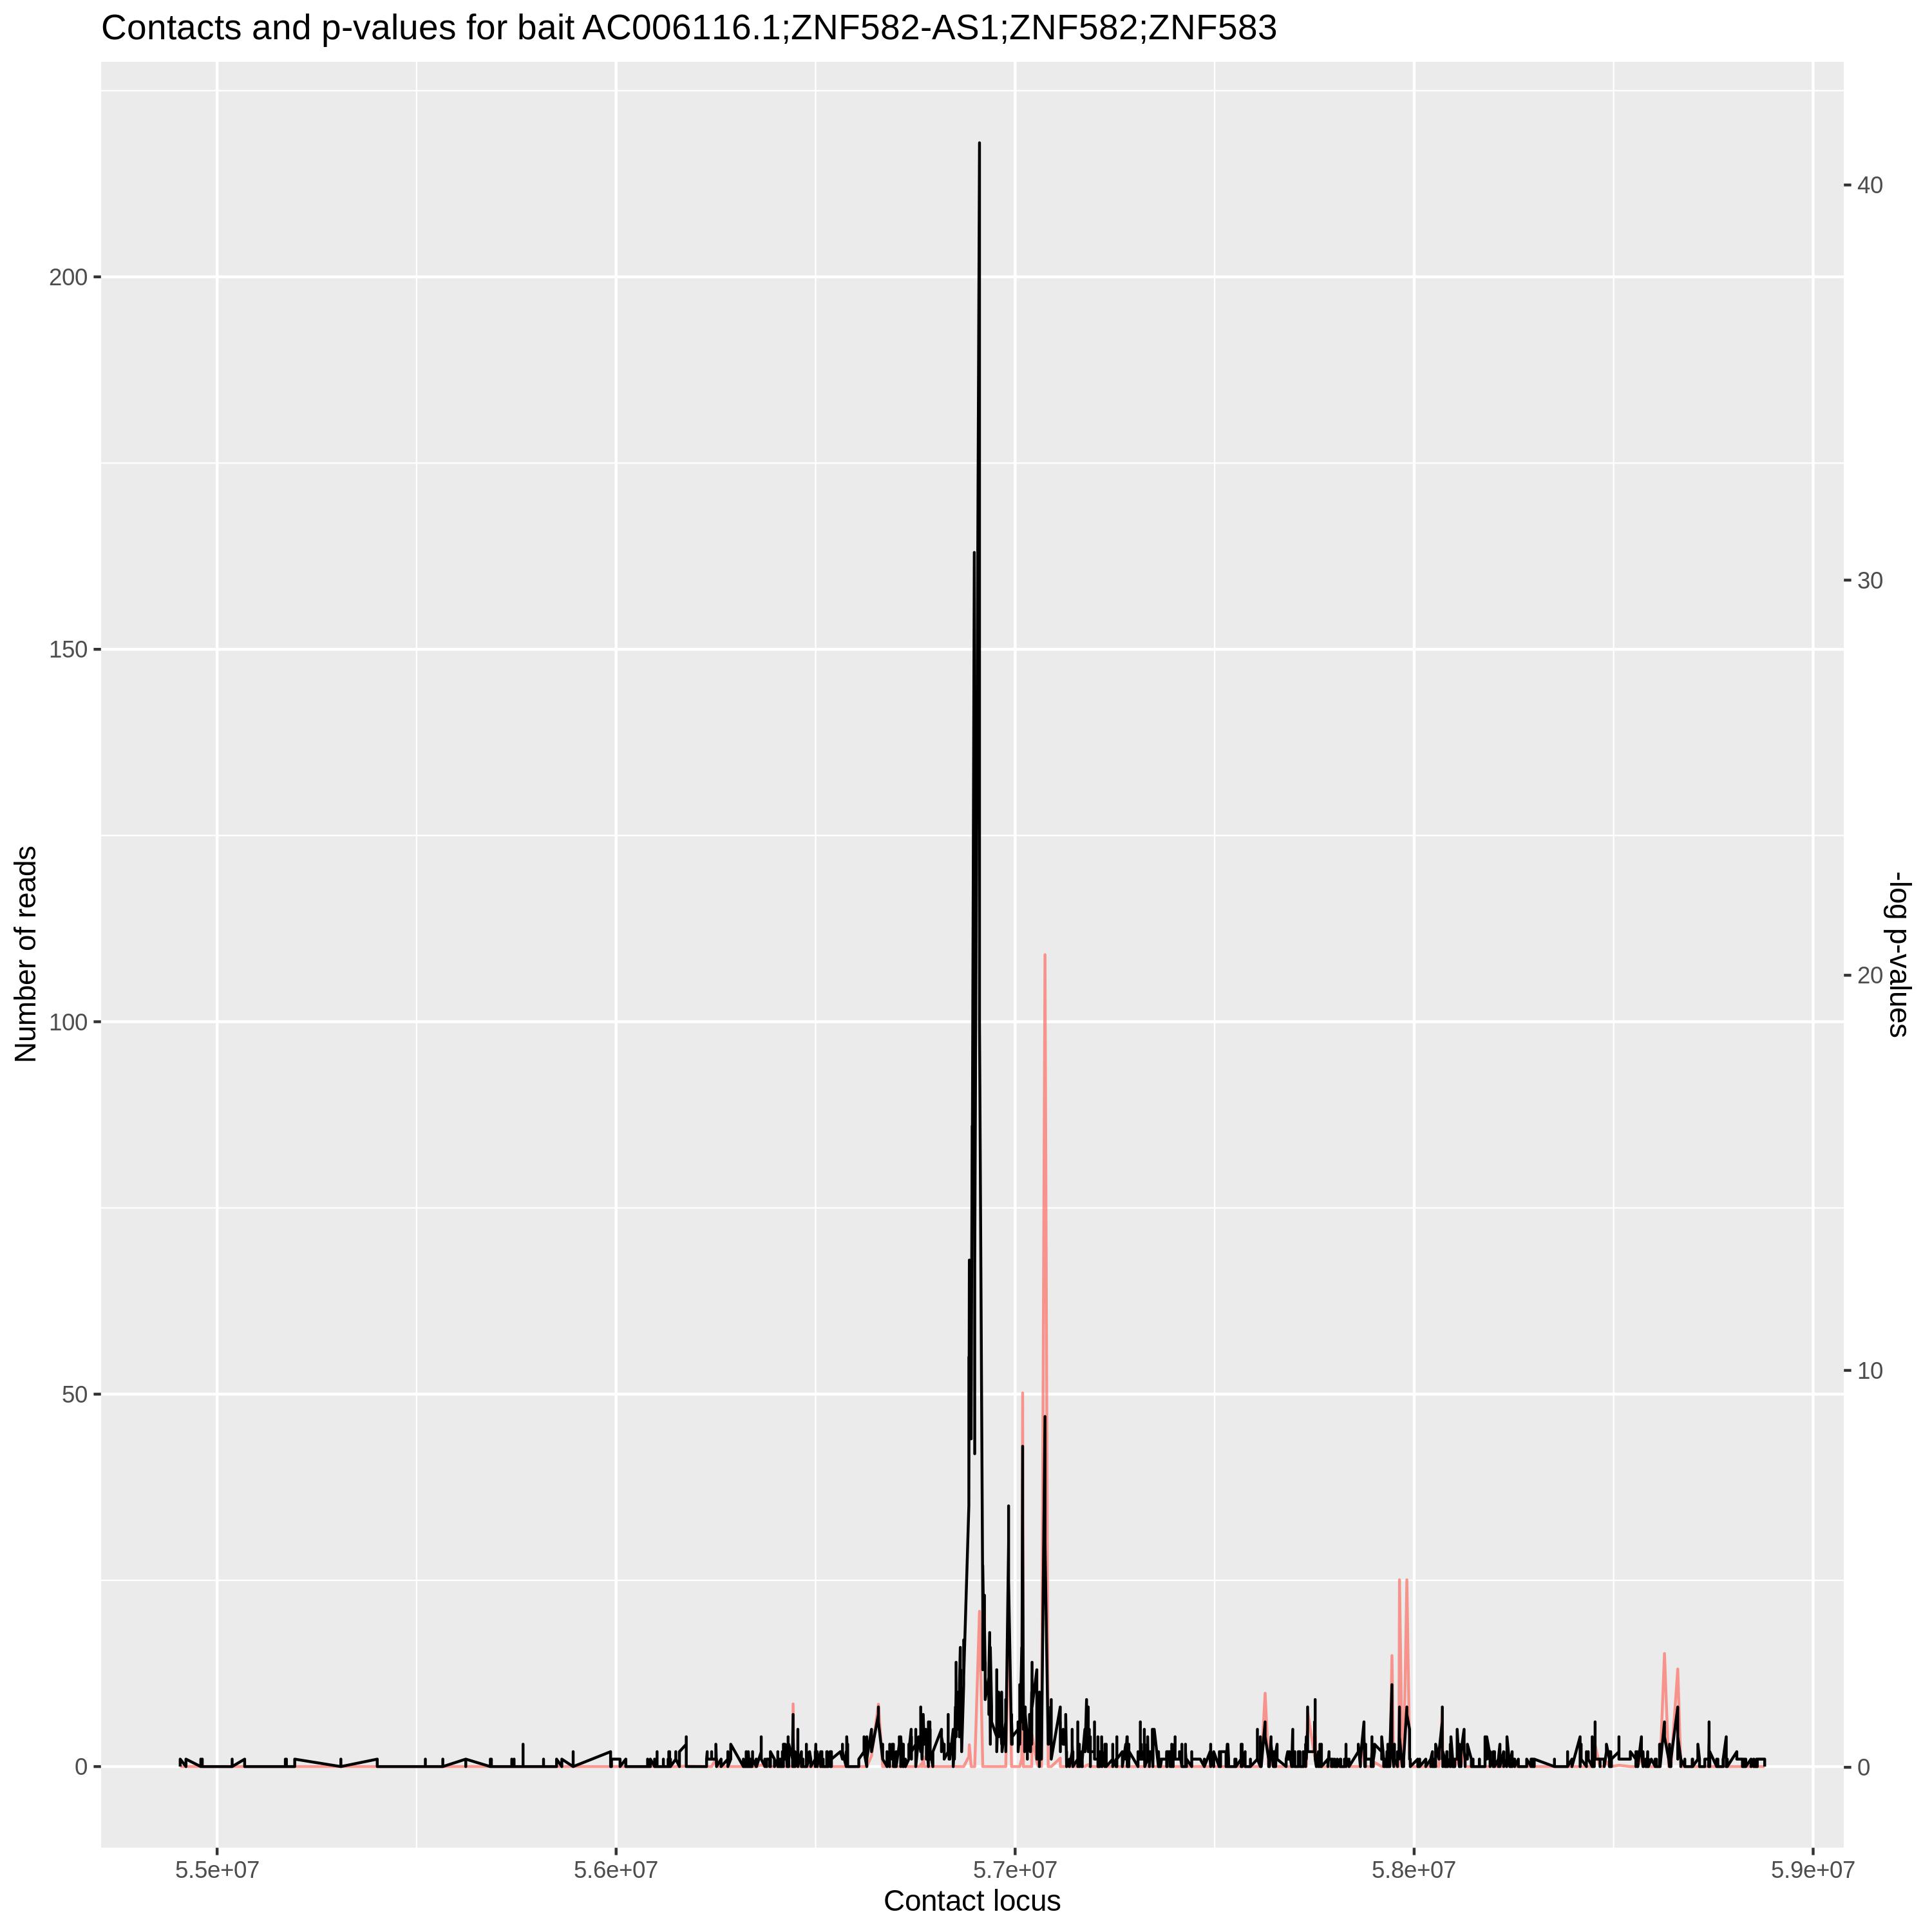 Contacts and p-values for bait AC006116.1;ZNF582-AS1;ZNF582;ZNF583
Number of reads
200
150
100
50
0
40
30
20
10
0
-log p-values
5.5e+07
5.6e+07
5.7e+07
5.8e+07
5.9e+07
Contact locus